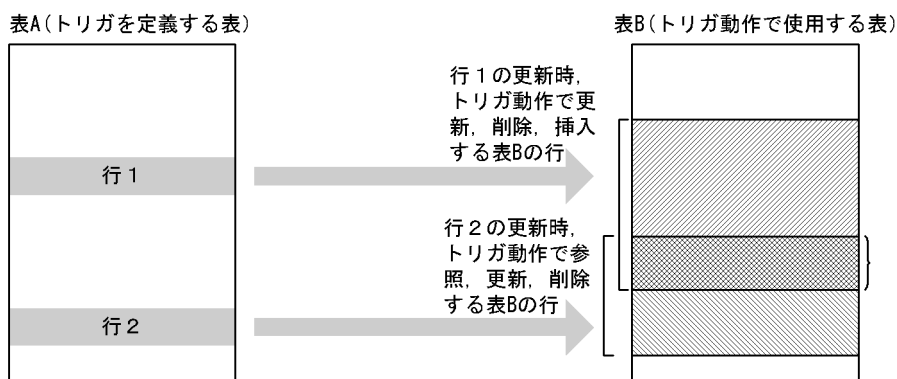 表A(トリガを定義する表)
表B(トリガ動作で使用する表)
行1の更新時,
トリガ動作で更
新,削除,挿入
する表Bの行
行1
行2の更新時,
トリガ動作で参
照,更新,削除
する表Bの行
行2